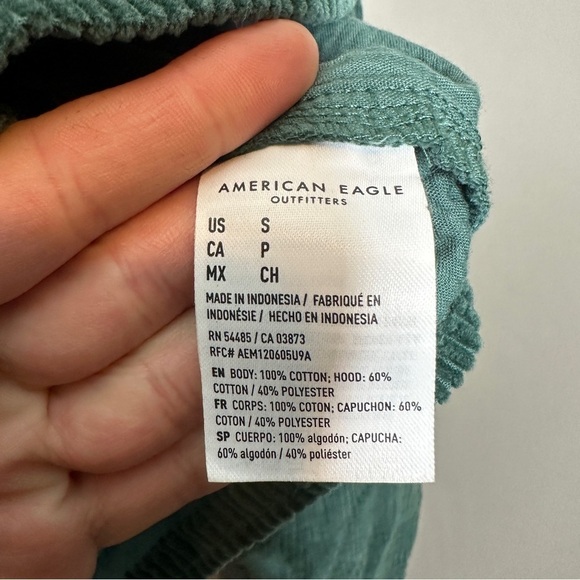 AMERICAN EAGLE
OUTFITTERS
US S
CA P
MX CH
MADE IN INDONESIA / FABRIQUÉ EN
INDONÉSIE / HECHO EN INDONESIA
RN 54485 / CA 03873
RFC# AEM120605U9A
EN BODY: 100% COTTON; HOOD: 60%
COTTON / 40% POLYESTER
FR CORPS: 100% COTON; CAPUCHON: 60%
COTON / 40% POLYESTER
SP CUERPO: 100% algodón; CAPUCHA:
60% algodón / 40% poliéster